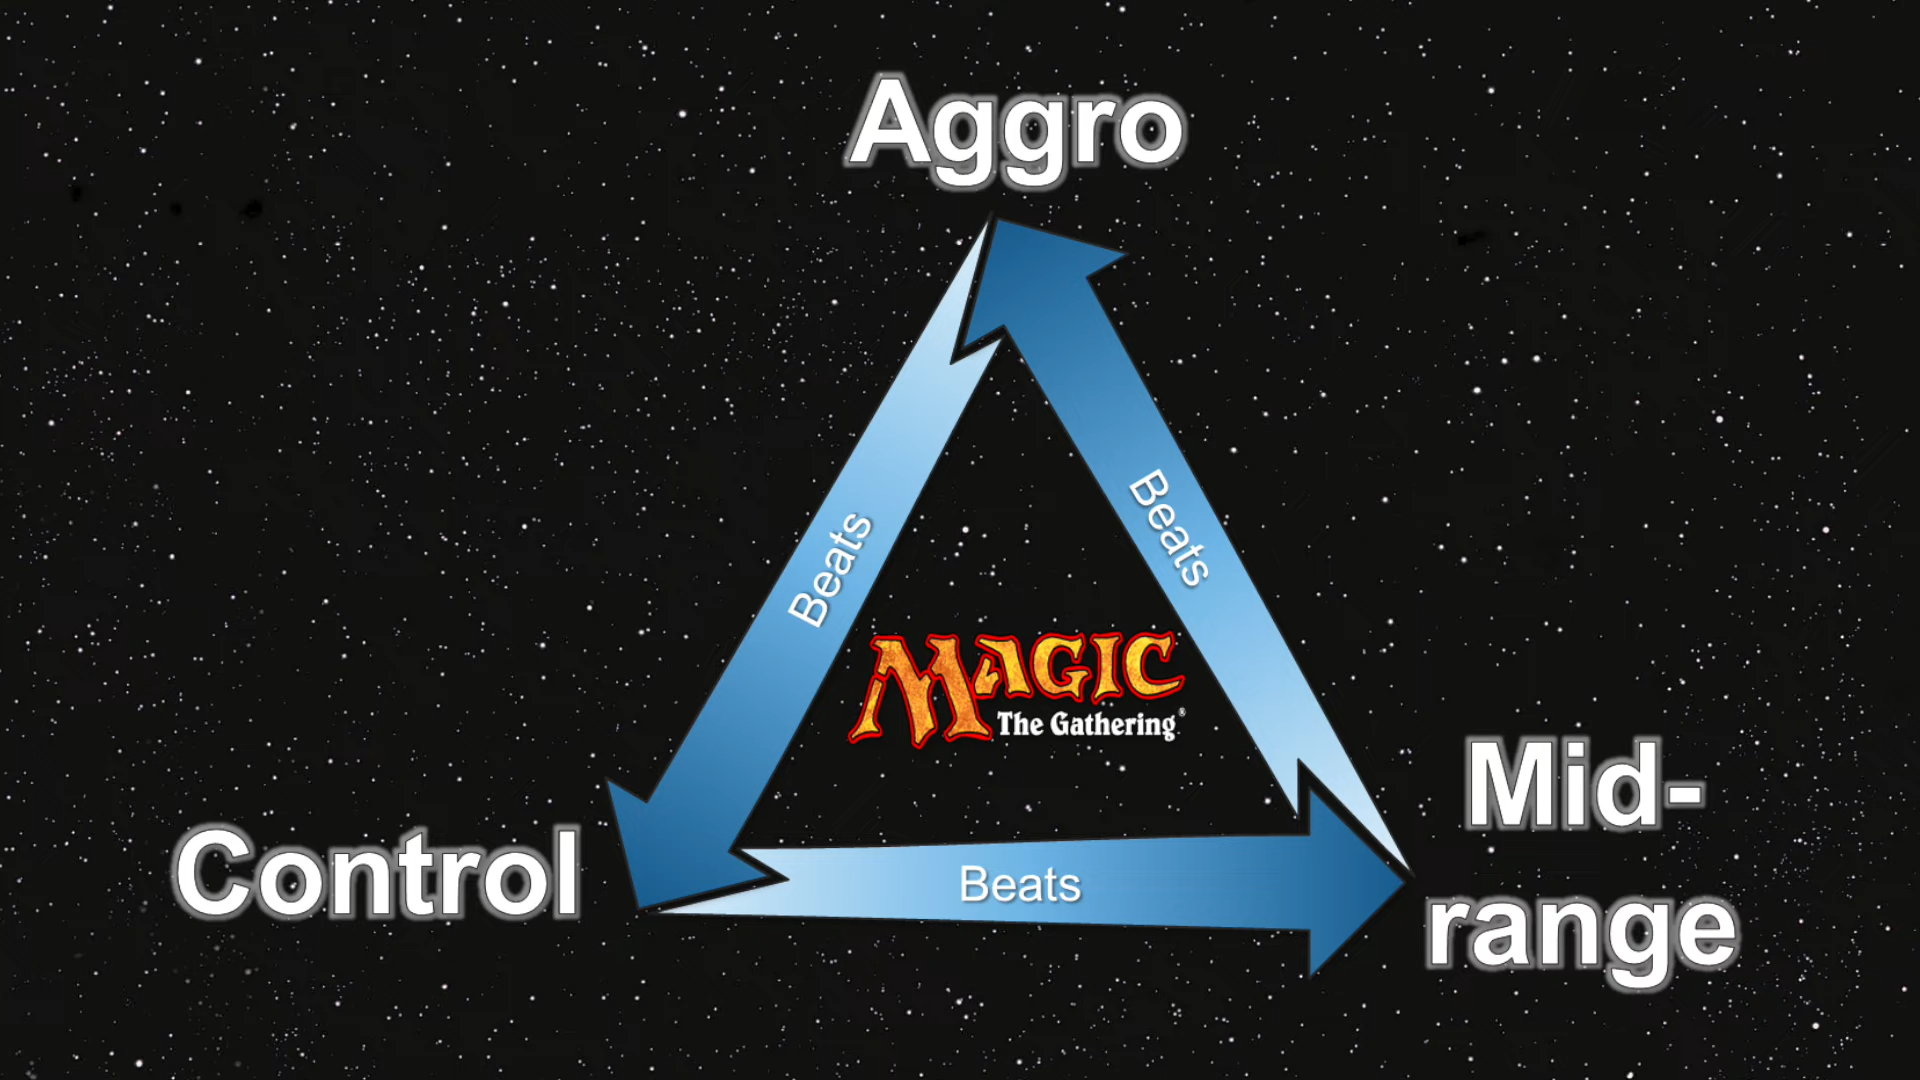 Aggro
Beats
Beats
MAGIC
The Gathering®
Control
Beats
Mid-
range